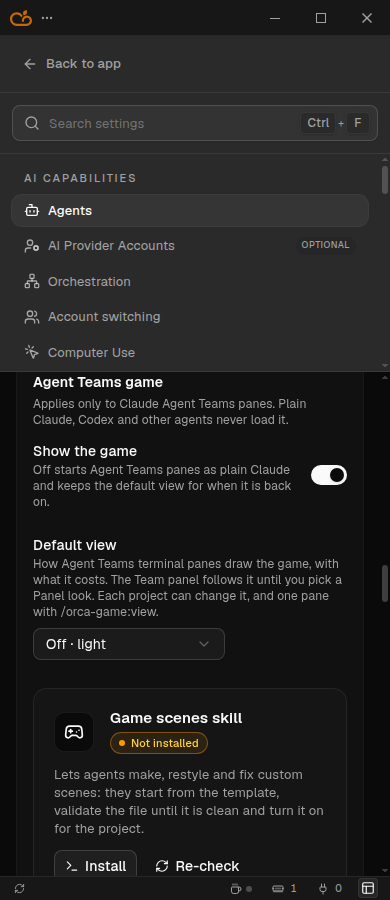 Back to app
Search settings
Ctrl + F
AI CAPABILITIES
Agents
AI Provider Accounts
OPTIONAL
Orchestration
Account switching
Computer Use
Agent Teams game
Applies only to Claude Agent Teams panes. Plain
Claude, Codex and other agents never load it.
Show the game
Off starts Agent Teams panes as plain Claude
and keeps the default view for when it is back
on.
Default view
How Agent Teams terminal panes draw the game, with
what it costs. The Team panel follows it until you pick a
Panel look. Each project can change it, and one pane
with /orca-game:view.
Off · light
Game scenes skill
Not installed
Lets agents make, restyle and fix custom
scenes: they start from the template,
validate the file until it is clean and turn it on
for the project.
Install
Re-check
1
0